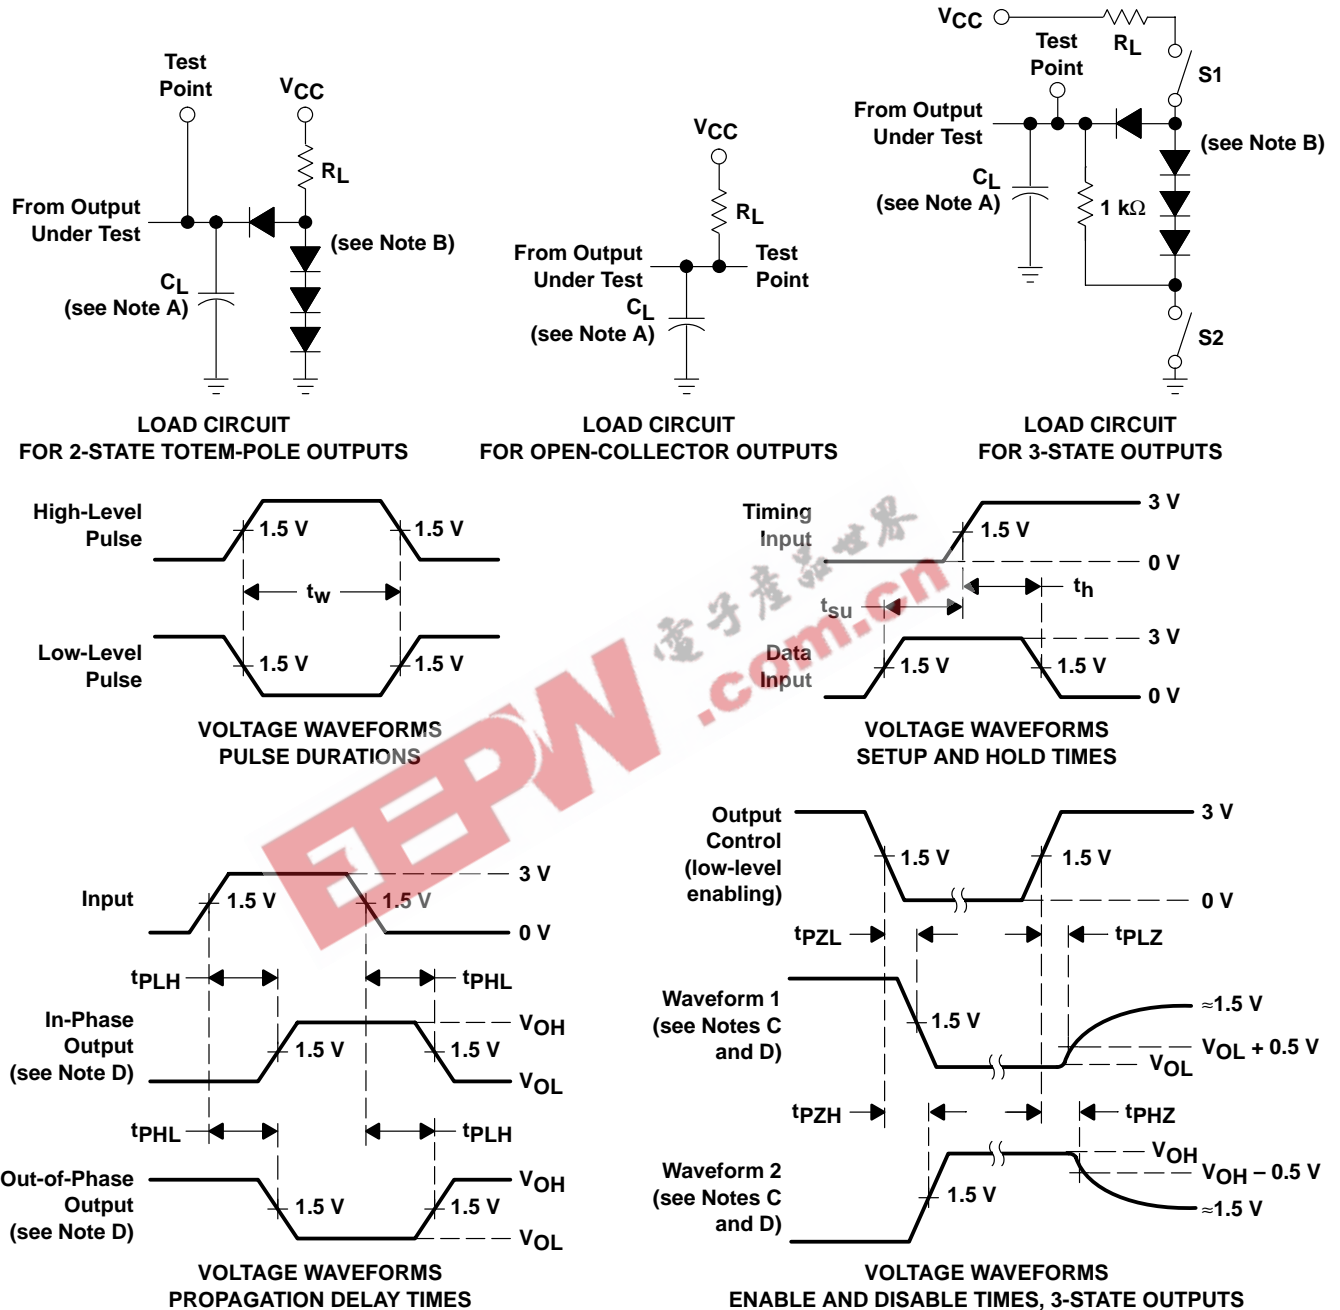 Test
Point
VCC
RL
From Output
Under Test
(see Note B)
CL
(see Note A)
LOAD CIRCUIT
FOR 2-STATE TOTEM-POLE OUTPUTS
VCC
RL
From Output
Under Test
Test
Point
CL
(see Note A)
LOAD CIRCUIT
FOR OPEN-COLLECTOR OUTPUTS
VCC
RL
Test
Point
S1
From Output
Under Test
(see Note B)
CL
(see Note A)
1 kΩ
S2
LOAD CIRCUIT
FOR 3-STATE OUTPUTS
High-Level
Pulse
1.5 V
1.5 V
tw
Low-Level
Pulse
1.5 V
1.5 V
VOLTAGE WAVEFORMS
PULSE DURATIONS
Timing
Input
1.5 V
3 V
0 V
th
tsu
Data
Input
1.5 V
1.5 V
3 V
0 V
VOLTAGE WAVEFORMS
SETUP AND HOLD TIMES
Input
1.5 V
1.5 V
3 V
0 V
tPLH
tPHL
In-Phase
Output
(see Note D)
1.5 V
1.5 V
VOH
VOL
tPHL
tPLH
Out-of-Phase
Output
(see Note D)
1.5 V
1.5 V
VOH
VOL
VOLTAGE WAVEFORMS
PROPAGATION DELAY TIMES
Output
Control
(low-level
enabling)
1.5 V
1.5 V
3 V
0 V
tPZL
tPLZ
Waveform 1
(see Notes C
and D)
1.5 V
≈1.5 V
VOL + 0.5 V
VOL
tPZH
tPHZ
Waveform 2
(see Notes C
and D)
1.5 V
VOH
VOH − 0.5 V
≈1.5 V
VOLTAGE WAVEFORMS
ENABLE AND DISABLE TIMES, 3-STATE OUTPUTS
EEPW
電子產品世界
.com.cn